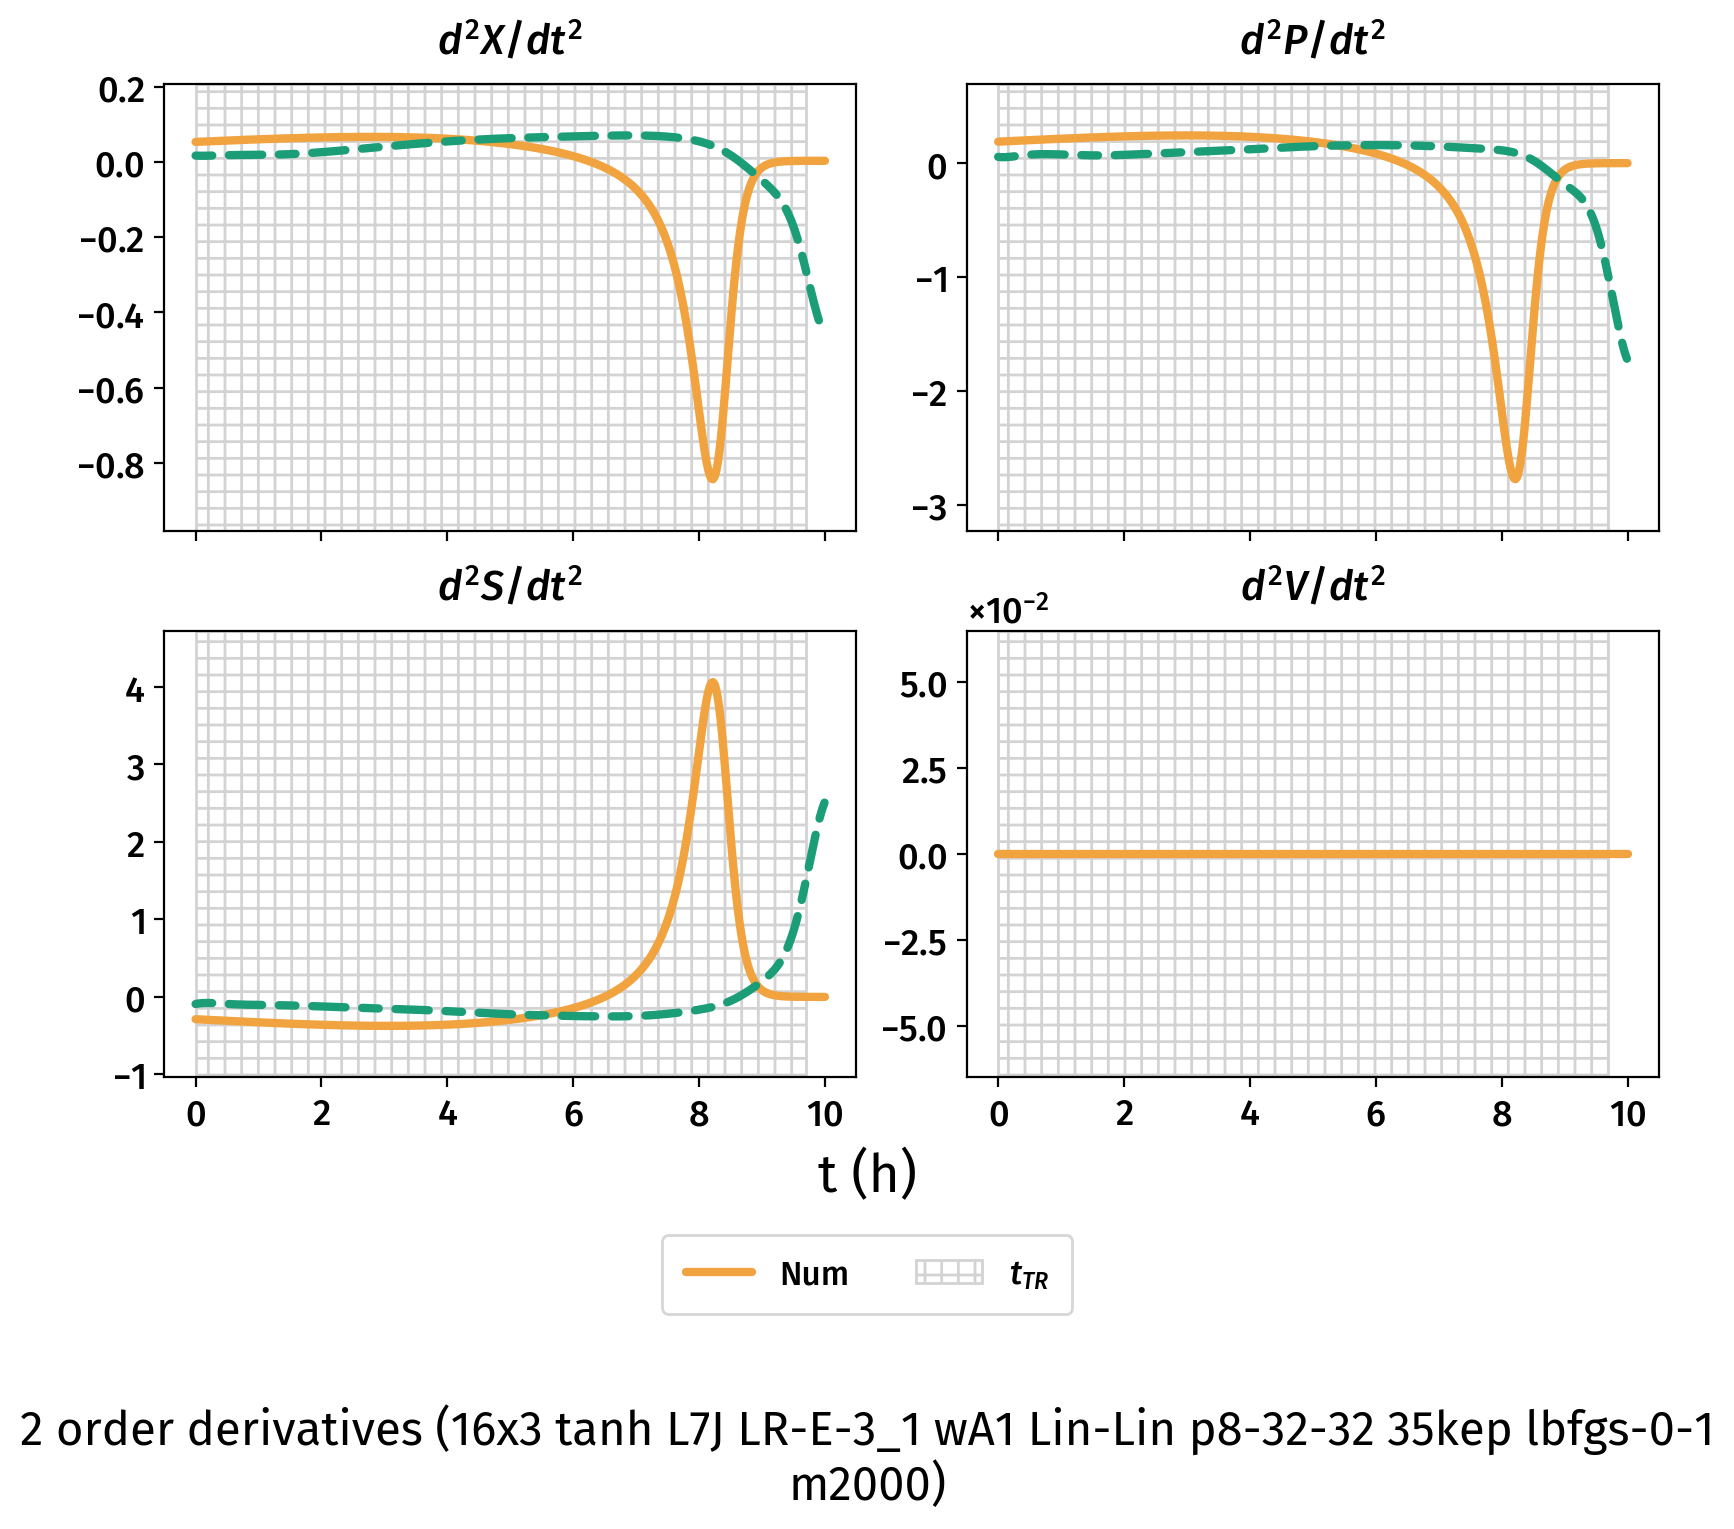 d²X/dt²
d²P/dt²
0.2
0.0
−0.2
−0.4
−0.6
−0.8
0
−1
−2
−3
d²S/dt²
d²V/dt²
×10⁻²
4
3
2
1
0
−1
5.0
2.5
0.0
−2.5
−5.0
0 2 4 6 8 10
0 2 4 6 8 10
t (h)
Num t_TR
2 order derivatives (16x3 tanh L7J LR-E-3_1 wA1 Lin-Lin p8-32-32 35kep lbfgs-0-1
m2000)